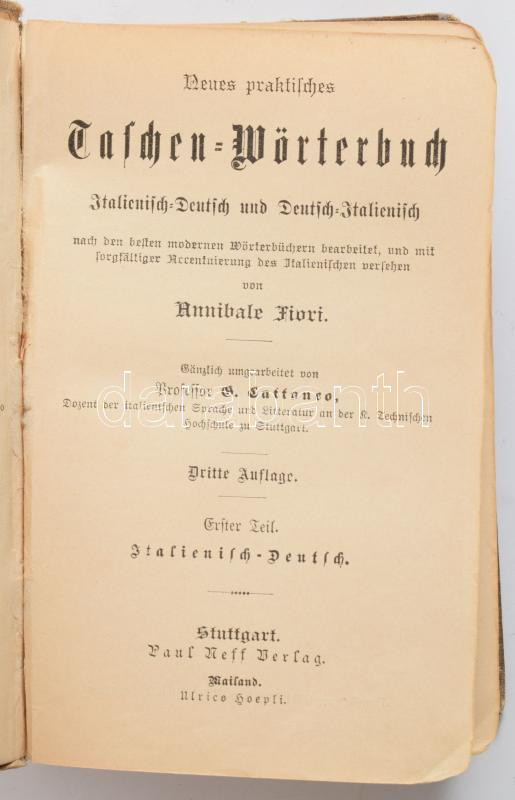 Neues praktisches
Taschen-Wörterbuch
Italienisch-Deutsch und Deutsch-Italienisch
nach den besten modernen Wörterbüchern bearbeitet, und mit
sorgfältiger Accentuierung des Italienischen versehen
von
Annibale Fiori.
Gänzlich umgearbeitet von
Professor G. Cattaneo,
Dozent der italienischen Sprache und Litteratur an der K. Technischen
Hochschule zu Stuttgart.
Dritte Auflage.
Erster Teil.
Italienisch-Deutsch.
Stuttgart.
Paul Neff Verlag.
Mailand.
Ulrico Hoepli.
darabanth